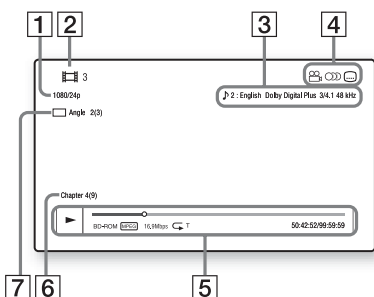 1 2 3 4
3
1080/24p
♪ 2 : English Dolby Digital Plus 3/4.1 48 kHz
Angle 2(3)
Chapter 4(9)
BD-ROM MPEG 16.9Mbps T 50:42:52/99:59:59
7 6 5